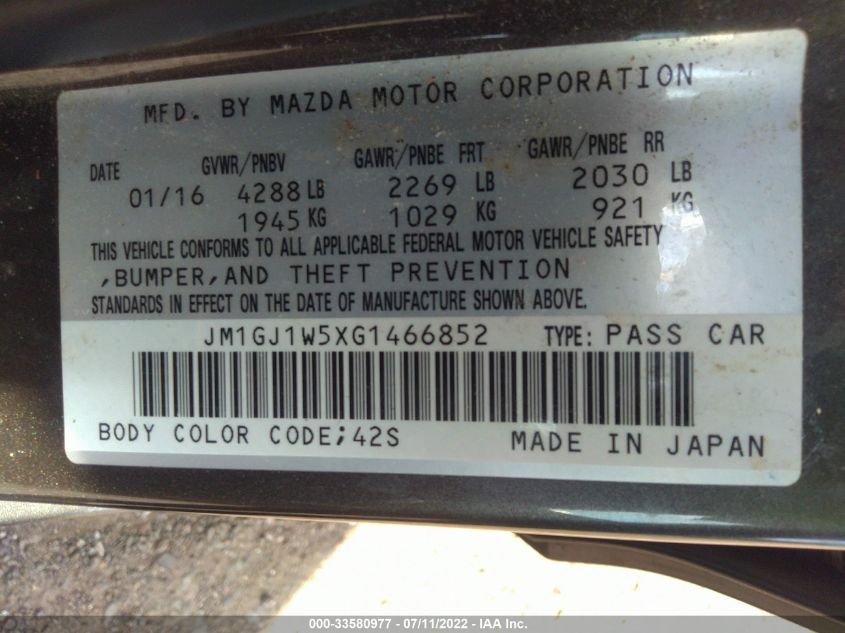 MFD. BY MAZDA MOTOR CORPORATION
DATE GVWR/PNBV GAWR/PNBE FRT GAWR/PNBE RR
01/16 4288 LB 2269 LB 2030 LB
1945 KG 1029 KG 921 KG
THIS VEHICLE CONFORMS TO ALL APPLICABLE FEDERAL MOTOR VEHICLE SAFETY
,BUMPER,AND THEFT PREVENTION
STANDARDS IN EFFECT ON THE DATE OF MANUFACTURE SHOWN ABOVE.
JM1GJ1W5XG1466852 TYPE: PASS CAR
BODY COLOR CODE;42S MADE IN JAPAN
000-33580977 - 07/11/2022 - IAA Inc.